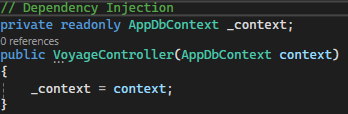 // Dependency Injection
private readonly AppDbContext _context;
0 references
public VoyageController(AppDbContext context)
{
_context = context;
}